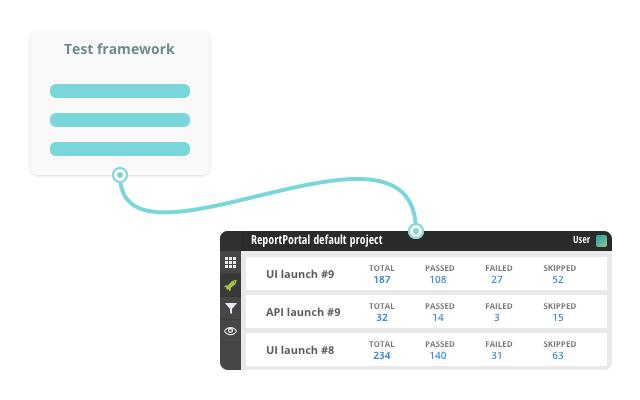 Test framework
ReportPortal default project User
UI launch #9 TOTAL 187 PASSED 108 FAILED 27 SKIPPED 52
API launch #9 TOTAL 32 PASSED 14 FAILED 3 SKIPPED 15
UI launch #8 TOTAL 234 PASSED 140 FAILED 31 SKIPPED 63